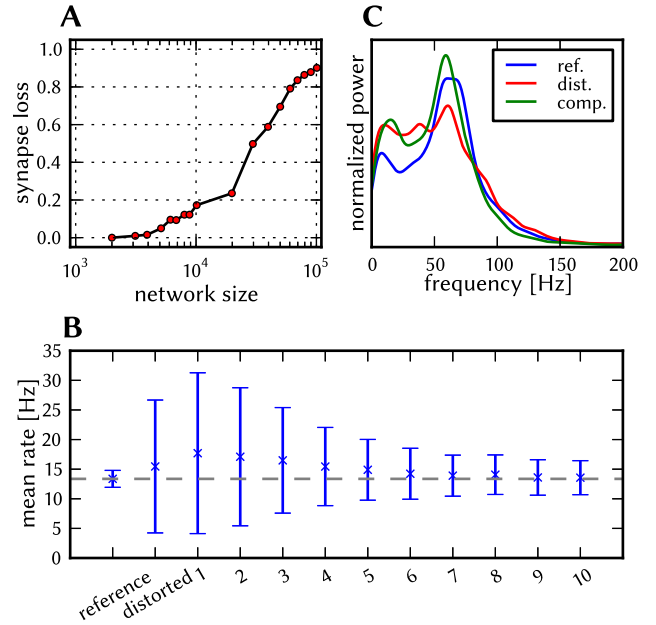 A
1.0
0.8
0.6
0.4
0.2
0.0
synapse loss
10³
10⁴
10⁵
network size
C
ref.
dist.
comp.
normalized power
0
50
100
150
200
frequency [Hz]
B
35
30
25
20
15
10
5
0
mean rate [Hz]
reference
distorted
1
2
3
4
5
6
7
8
9
10